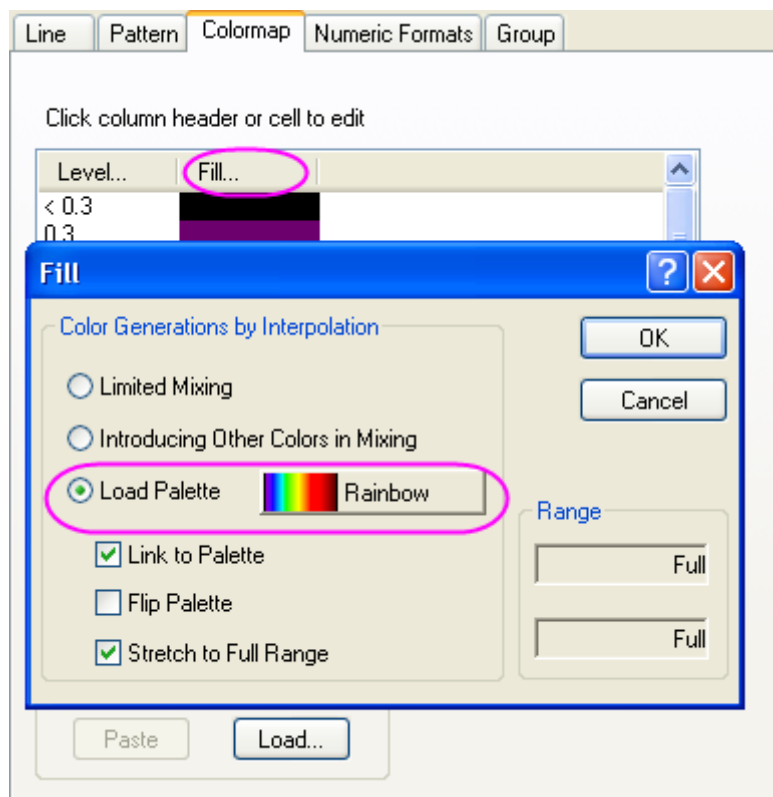 Line Pattern Colormap Numeric Formats Group
Click column header or cell to edit
Level... Fill...
< 0.3
0.3
Fill
Color Generations by Interpolation
OK
Limited Mixing
Cancel
Introducing Other Colors in Mixing
Load Palette Rainbow
Range
Link to Palette
Full
Flip Palette
Full
Stretch to Full Range
Paste Load...